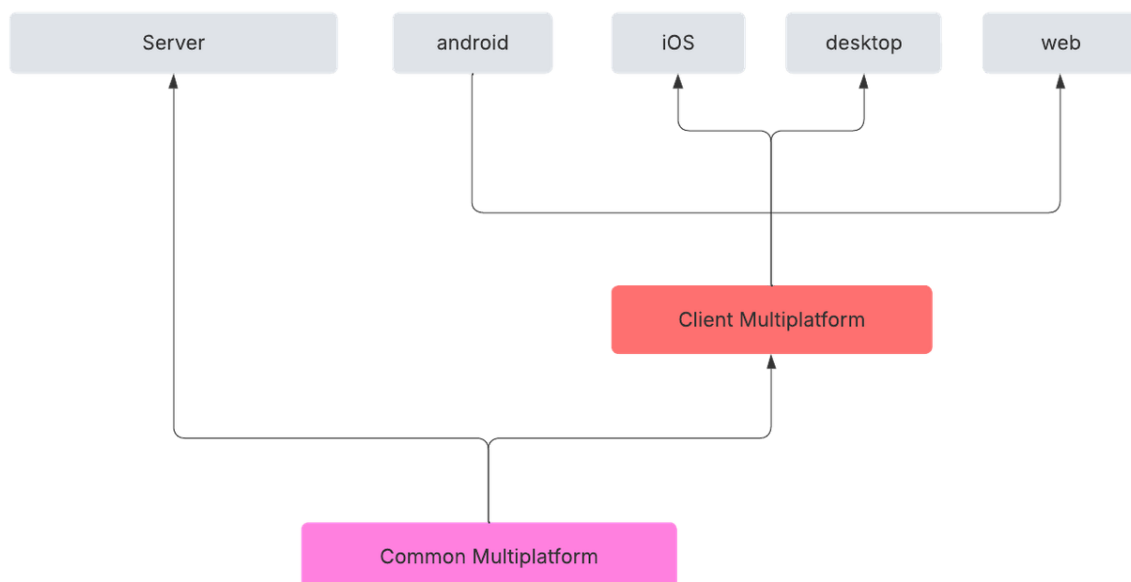 Server
android
iOS
desktop
web
Client Multiplatform
Common Multiplatform